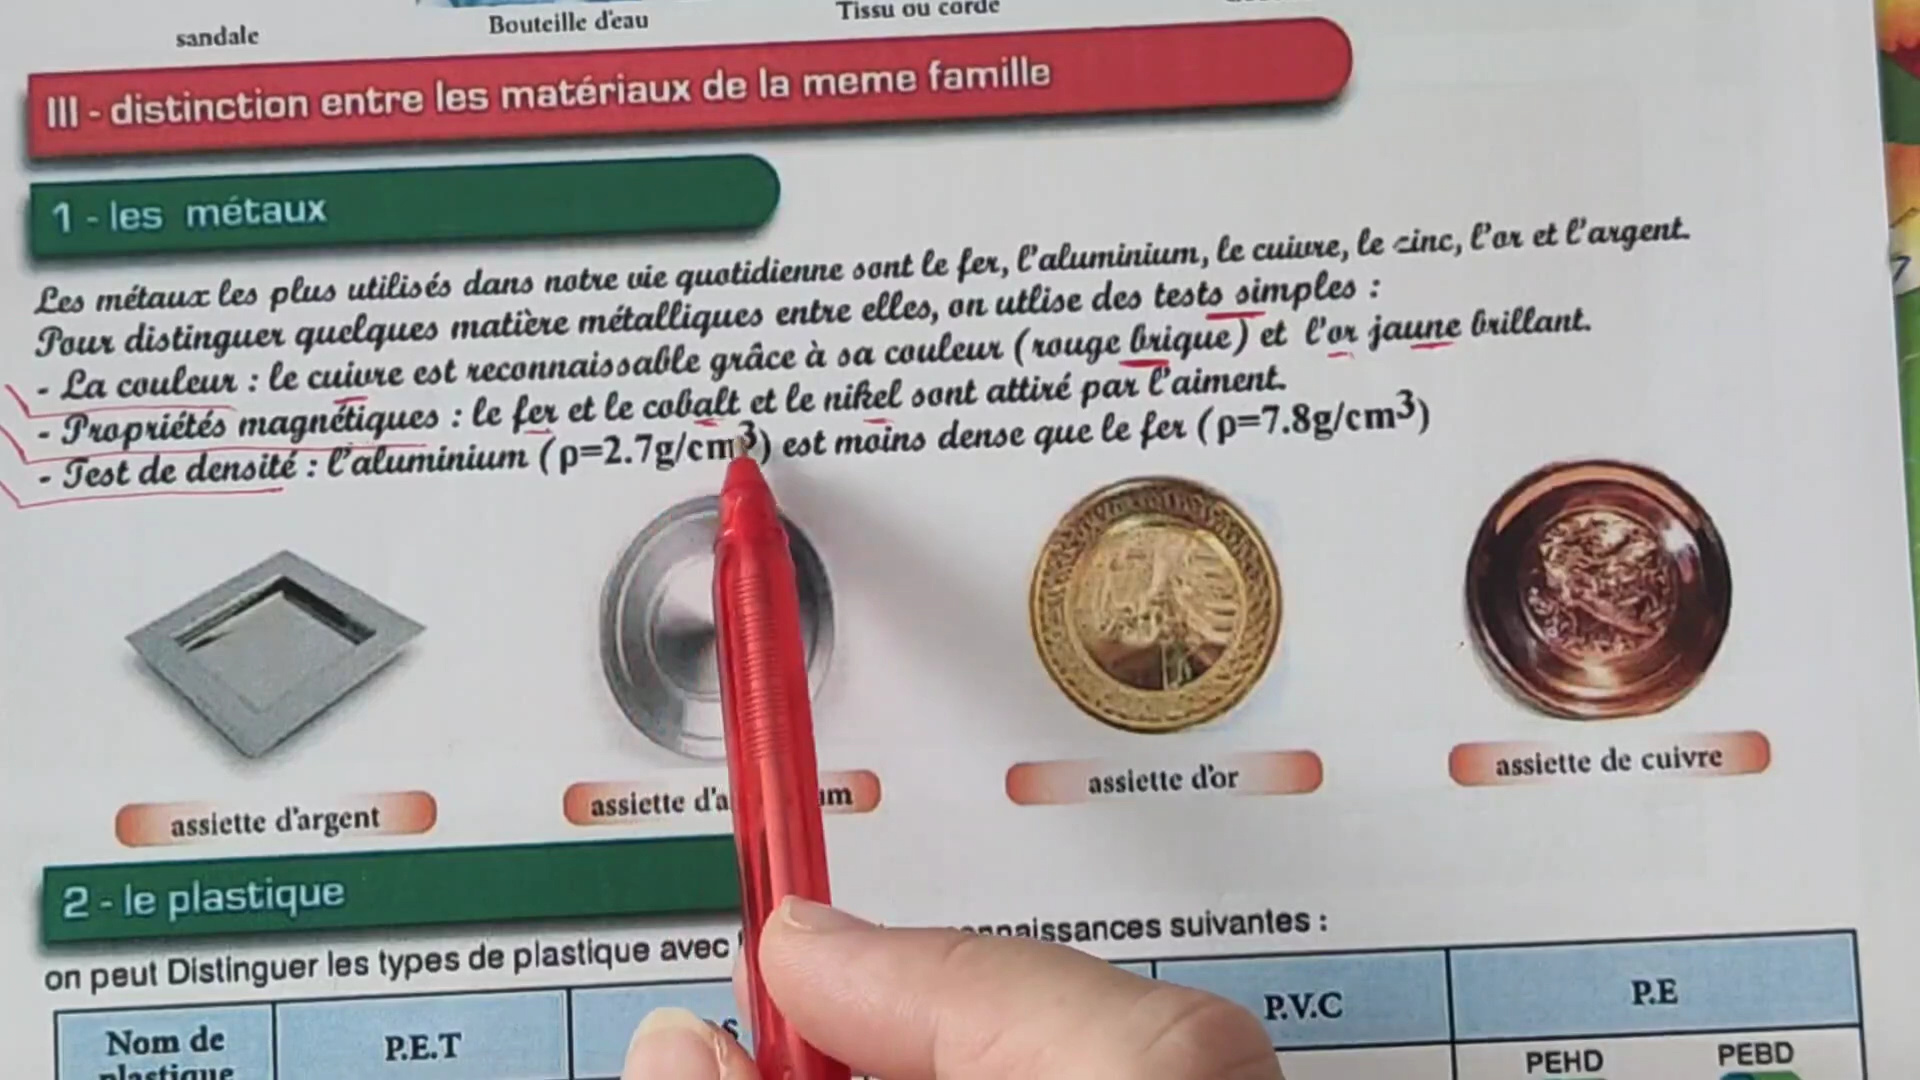 sandale
Bouteille d'eau
Tissu ou corde
III - distinction entre les matériaux de la meme famille
1 - les métaux
Les métaux les plus utilisés dans notre vie quotidienne sont le fer, l'aluminium, le cuivre, le zinc, l'or et l'argent.
Pour distinguer quelques matière métalliques entre elles, on utlise des tests simples :
- La couleur : le cuivre est reconnaissable grâce à sa couleur (rouge brique) et l'or jaune brillant.
- Propriétés magnétiques : le fer et le cobalt et le nikel sont attiré par l'aiment.
- Test de densité : l'aluminium (ρ=2.7g/cm3) est moins dense que le fer (ρ=7.8g/cm3)
assiette d'argent
assiette d'a um
assiette d'or
assiette de cuivre
2 - le plastique
on peut Distinguer les types de plastique avec suivantes :
Nom de plastique
P.E.T
P.V.C
P.E
PEHD
PEBD